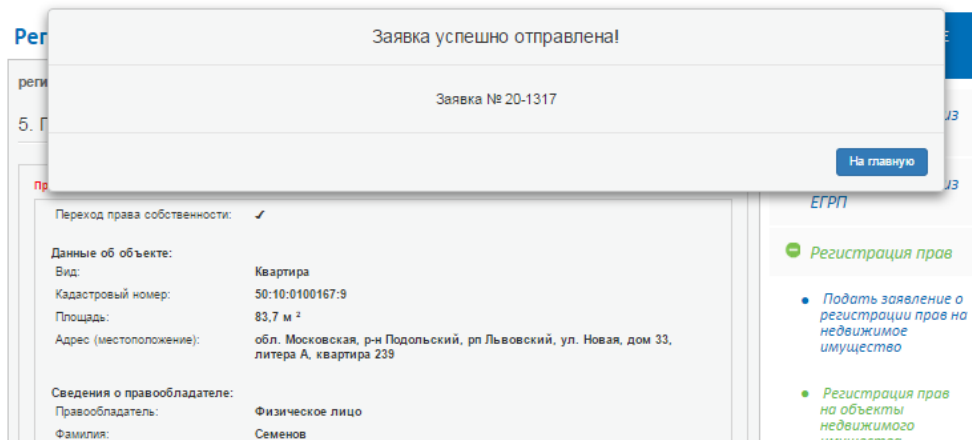 Заявка успешно отправлена!
Заявка № 20-1317
На главную
5.
Переход права собственности: ✓
Данные об объекте:
Вид: Квартира
Кадастровый номер: 50:10:0100167:9
Площадь: 83,7 м ²
Адрес (местоположение): обл. Московская, р-н Подольский, рп Львовский, ул. Новая, дом 33,
литера А, квартира 239
Сведения о правообладателе:
Правообладатель: Физическое лицо
Фамилия: Семенов
из
из
ЕГРП
Регистрация прав
Подать заявление о
регистрации прав на
недвижимое
имущество
Регистрация прав
на объекты
недвижимого